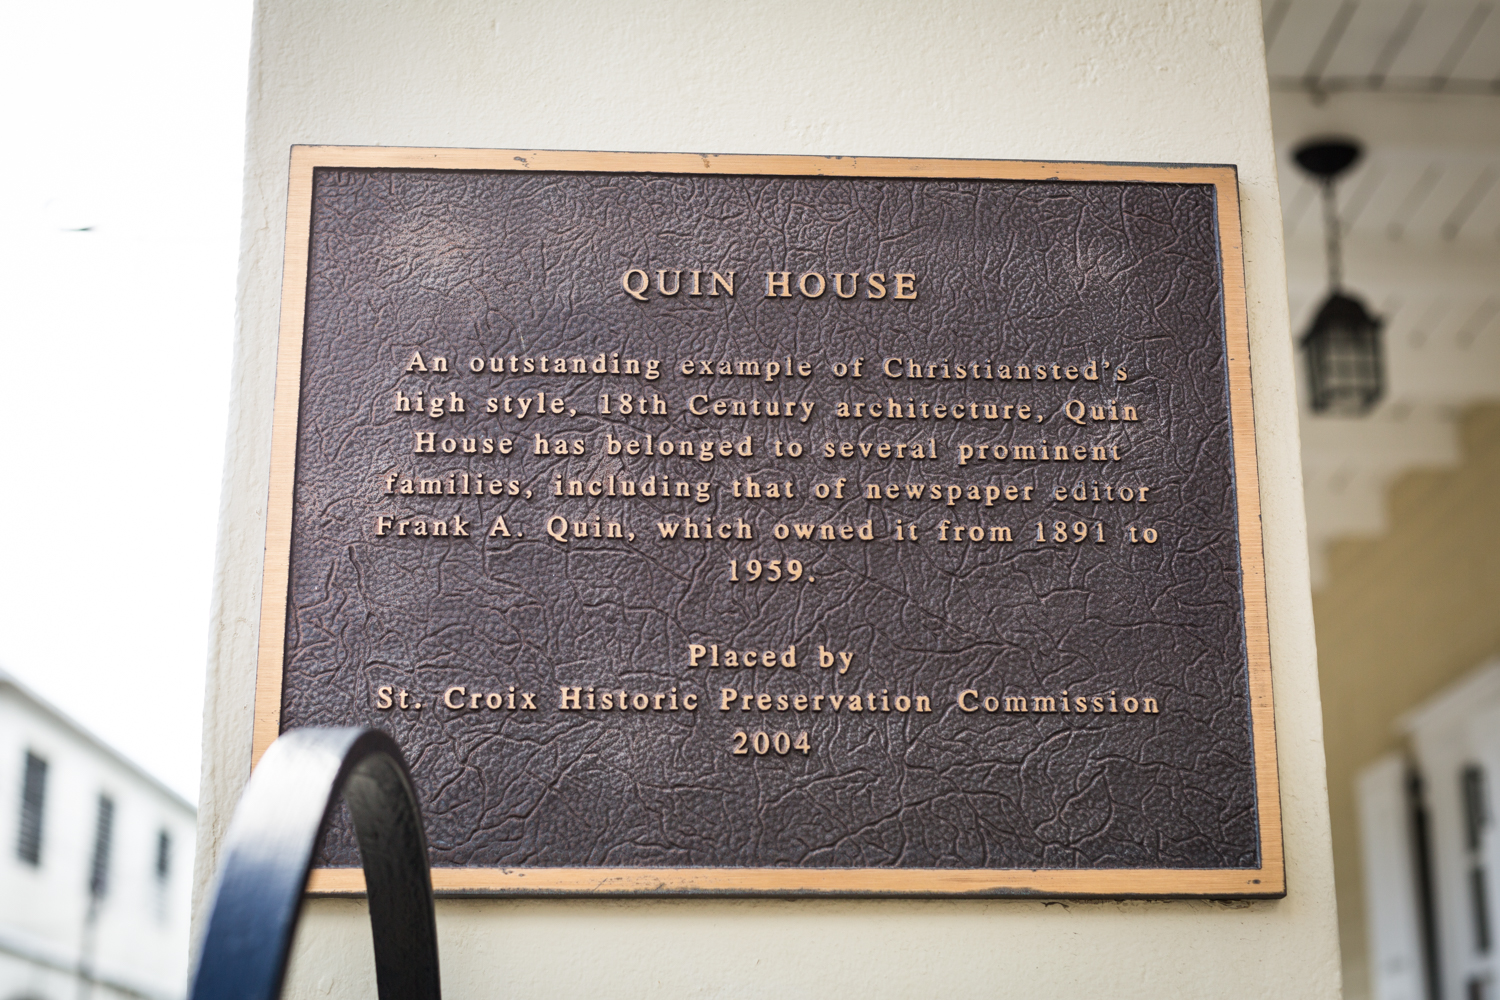 QUIN HOUSE
An outstanding example of Christiansted's
high style, 18th Century architecture, Quin
House has belonged to several prominent
families, including that of newspaper editor
Frank A. Quin, which owned it from 1891 to
1959.
Placed by
St. Croix Historic Preservation Commission
2004